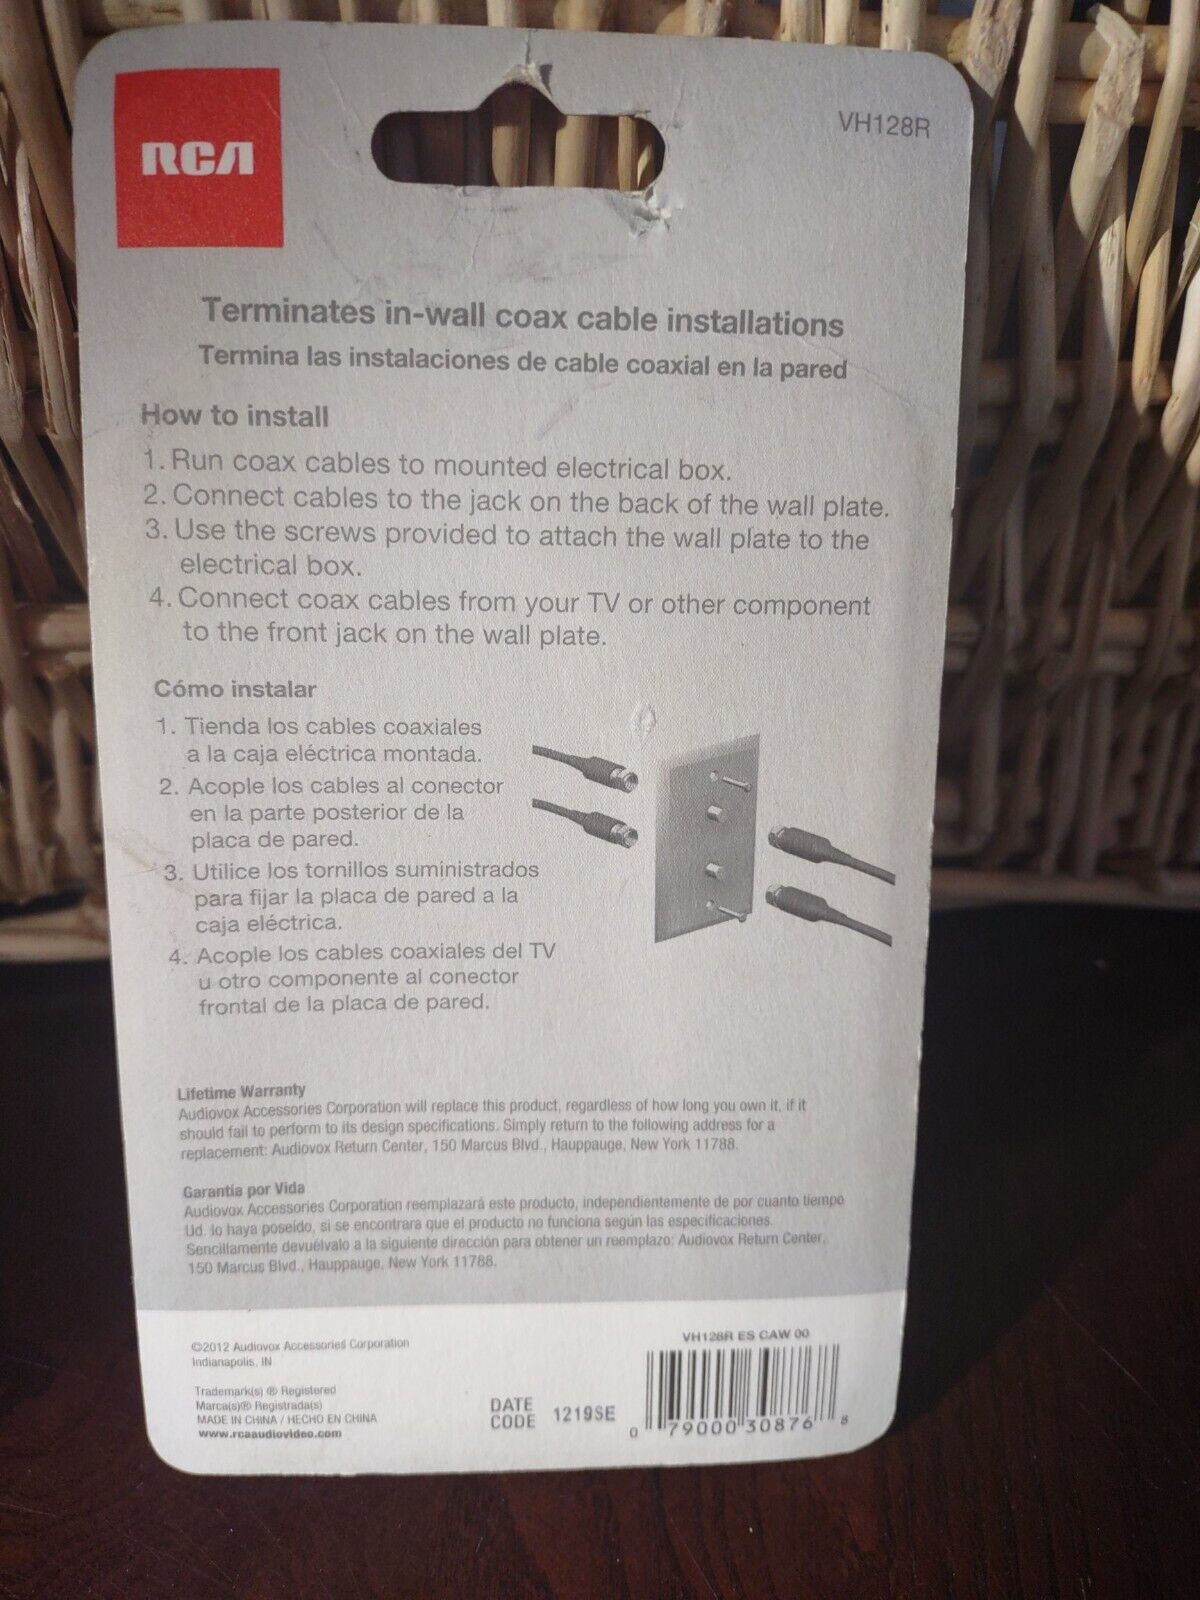 RCA
VH128R
Terminates in-wall coax cable installations
Termina las instalaciones de cable coaxial en la pared
How to install
1. Run coax cables to mounted electrical box.
2. Connect cables to the jack on the back of the wall plate.
3. Use the screws provided to attach the wall plate to the
electrical box.
4. Connect coax cables from your TV or other component
to the front jack on the wall plate.
Cómo instalar
1. Tienda los cables coaxiales
a la caja eléctrica montada.
2. Acople los cables al conector
en la parte posterior de la
placa de pared.
3. Utilice los tornillos suministrados
para fijar la placa de pared a la
caja eléctrica.
4. Acople los cables coaxiales del TV
u otro componente al conector
frontal de la placa de pared.
Lifetime Warranty
Audiovox Accessories Corporation will replace this product, regardless of how long you own it, if it
should fail to perform to its design specifications. Simply return to the following address for a
replacement: Audiovox Return Center, 150 Marcus Blvd., Hauppauge, New York 11788.
Garantía por Vida
Audiovox Accessories Corporation reemplazará este producto, independientemente de por cuanto tiempo
Ud. lo haya poseído, si se encontrara que el producto no funciona según las especificaciones.
Sencillamente devuélvalo a la siguiente dirección para obtener un reemplazo: Audiovox Return Center,
150 Marcus Blvd., Hauppauge, New York 11788.
©2012 Audiovox Accessories Corporation
Indianapolis, IN
Trademark(s) ® Registered
Marca(s)® Registrada(s)
MADE IN CHINA / HECHO EN CHINA
www.rcaaudiovideo.com
DATE
CODE 1219SE
VH128R ES CAW 00
0 79000 30876 8